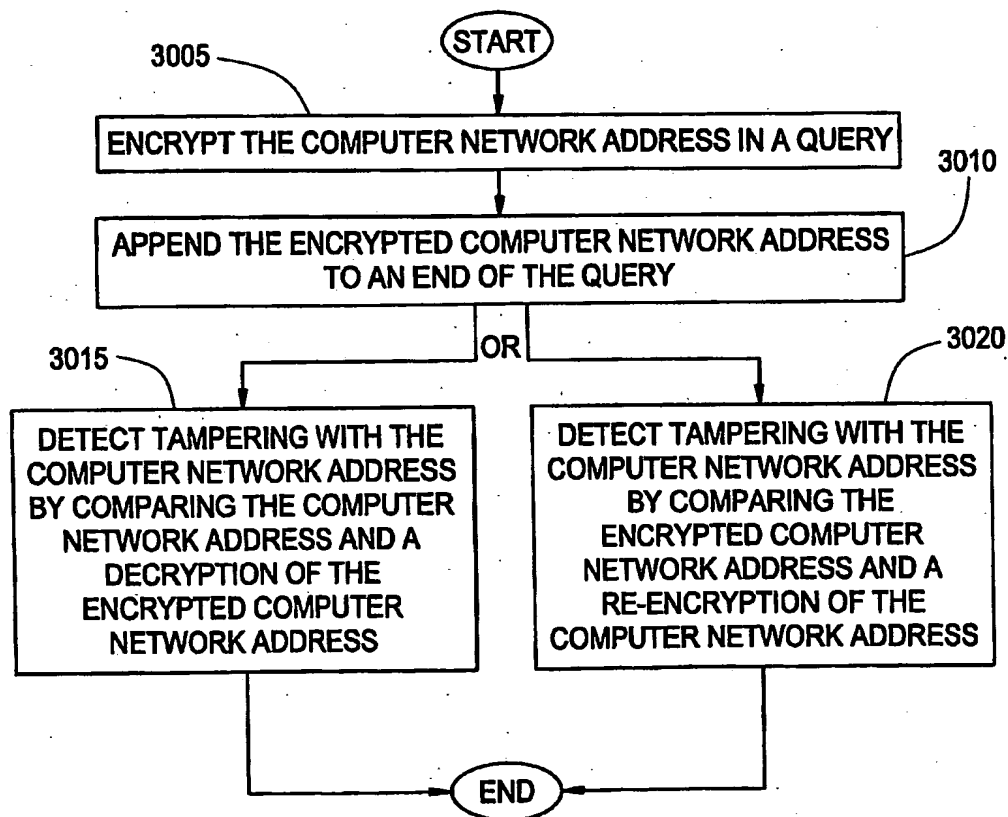 START
3005
ENCRYPT THE COMPUTER NETWORK ADDRESS IN A QUERY
3010
APPEND THE ENCRYPTED COMPUTER NETWORK ADDRESS
TO AN END OF THE QUERY
OR
3015
3020
DETECT TAMPERING WITH THE
COMPUTER NETWORK ADDRESS
BY COMPARING THE COMPUTER
NETWORK ADDRESS AND A
DECRYPTION OF THE
ENCRYPTED COMPUTER
NETWORK ADDRESS
DETECT TAMPERING WITH THE
COMPUTER NETWORK ADDRESS
BY COMPARING THE
ENCRYPTED COMPUTER
NETWORK ADDRESS AND A
RE-ENCRYPTION OF THE
COMPUTER NETWORK ADDRESS
END